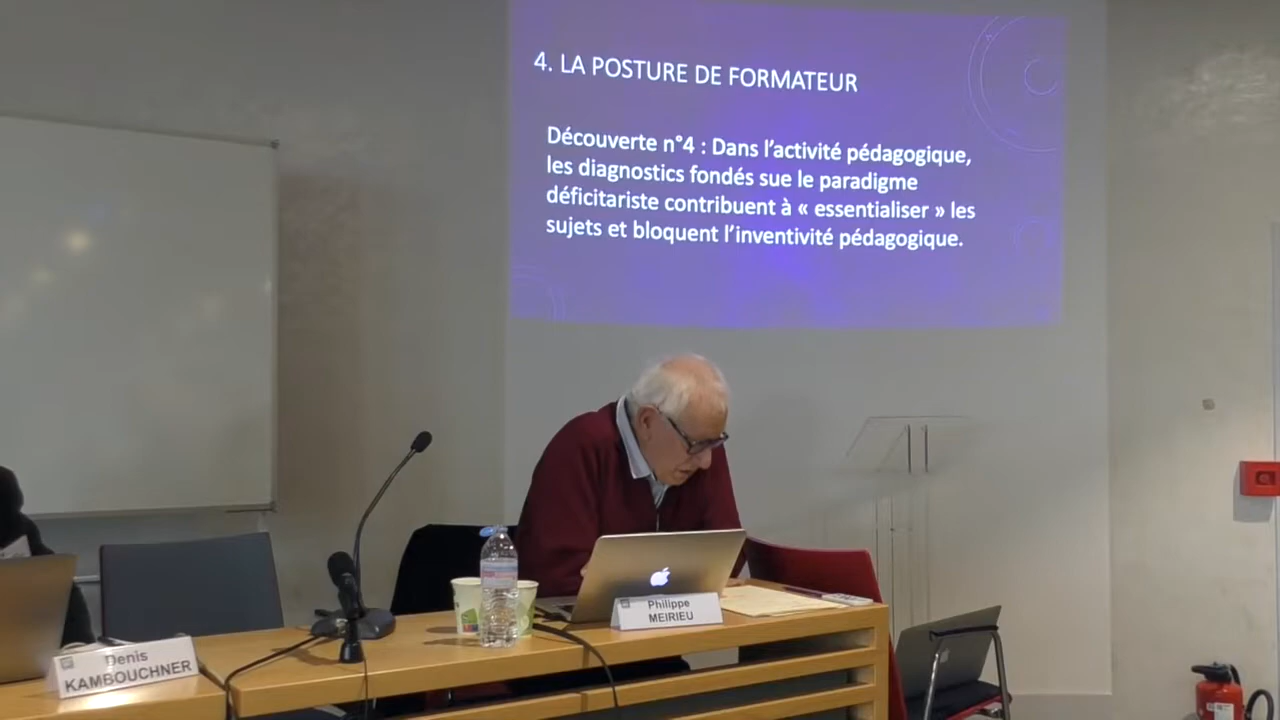 4. LA POSTURE DE FORMATEUR
Découverte n°4 : Dans l'activité pédagogique,
les diagnostics fondés sue le paradigme
déficitariste contribuent à « essentialiser » les
sujets et bloquent l'inventivité pédagogique.
Philippe
MEIRIEU
Denis
KAMBOUCHNER